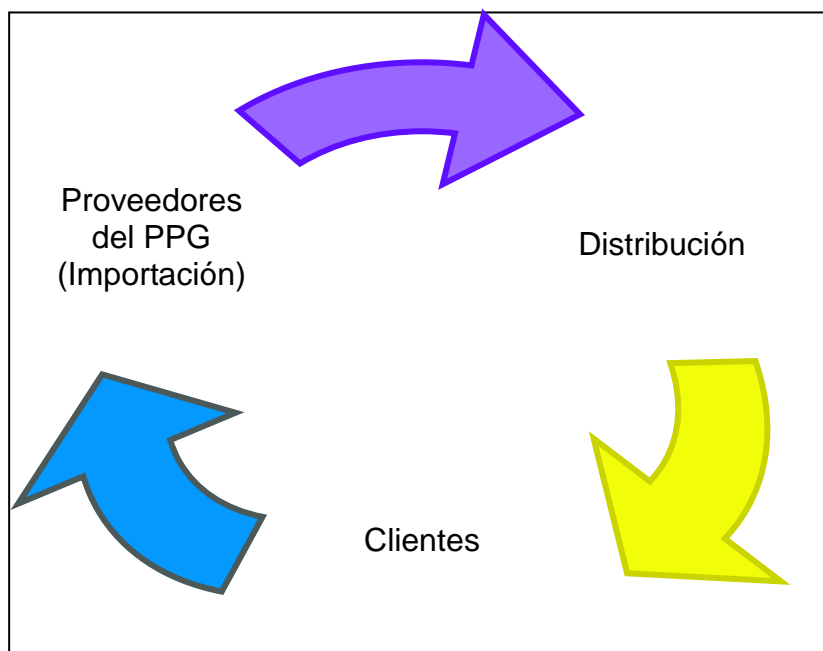 Proveedores
del PPG
(Importación)
Distribución
Clientes